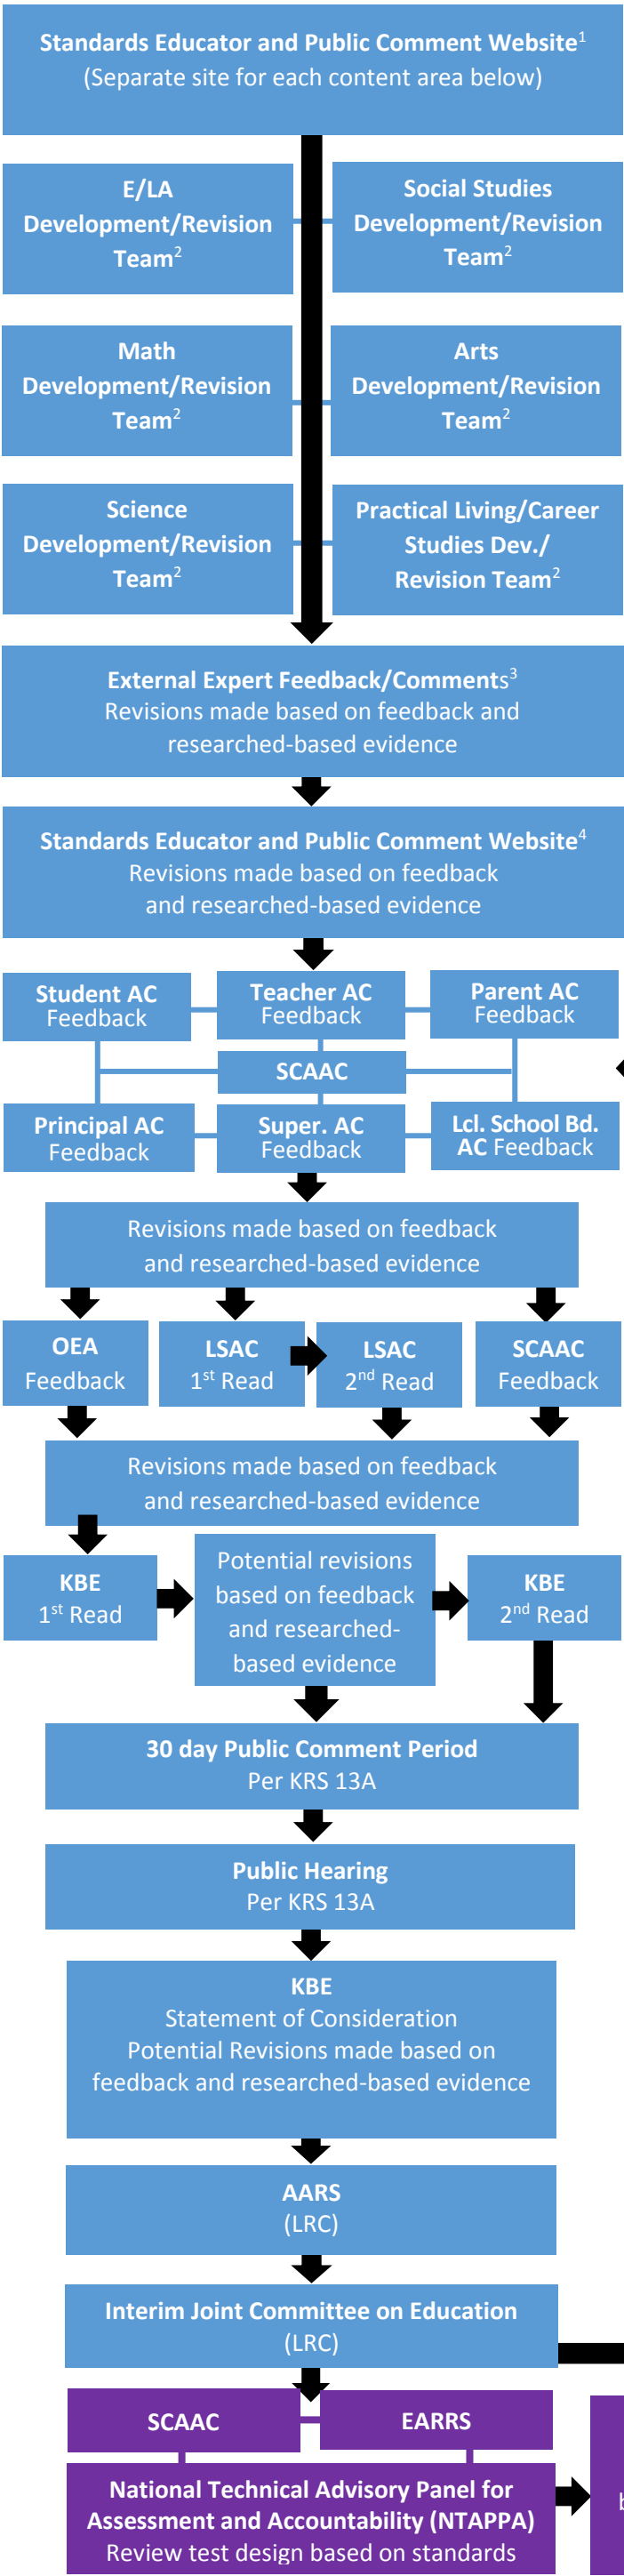 Standards Educator and Public Comment Website1
(Separate site for each content area below)
E/LA
Development/Revision
Team2
Social Studies
Development/Revision
Team2
Math
Development/Revision
Team2
Arts
Development/Revision
Team2
Science
Development/Revision
Team2
Practical Living/Career
Studies Dev./
Revision Team2
External Expert Feedback/Comments3
Revisions made based on feedback and
researched-based evidence
Standards Educator and Public Comment Website4
Revisions made based on feedback
and researched-based evidence
Student AC
Feedback
Teacher AC
Feedback
Parent AC
Feedback
SCAAC
Principal AC
Feedback
Super. AC
Feedback
Lcl. School Bd.
AC Feedback
Revisions made based on feedback
and researched-based evidence
OEA
Feedback
LSAC
1st Read
LSAC
2nd Read
SCAAC
Feedback
Revisions made based on feedback
and researched-based evidence
KBE
1st Read
Potential revisions
based on feedback
and researched-
based evidence
KBE
2nd Read
30 day Public Comment Period
Per KRS 13A
Public Hearing
Per KRS 13A
KBE
Statement of Consideration
Potential Revisions made based on
feedback and researched-based evidence
AARS
(LRC)
Interim Joint Committee on Education
(LRC)
SCAAC
EARRS
National Technical Advisory Panel for
Assessment and Accountability (NTAPPA)
Review test design based on standards